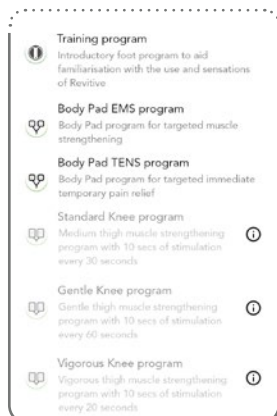 Training program
Introductory foot program to aid
familiarisation with the use and sensations
of Revitive
Body Pad EMS program
Body Pad program for targeted muscle
strengthening
Body Pad TENS program
Body Pad program for targeted immediate
temporary pain relief
Standard Knee program
Medium thigh muscle strengthening
program with 10 secs of stimulation
every 30 seconds
Gentle Knee program
Gentle thigh muscle strengthening
program with 10 secs of stimulation
every 60 seconds
Vigorous Knee program
Vigorous thigh muscle strengthening
program with 10 secs of stimulation
every 20 seconds